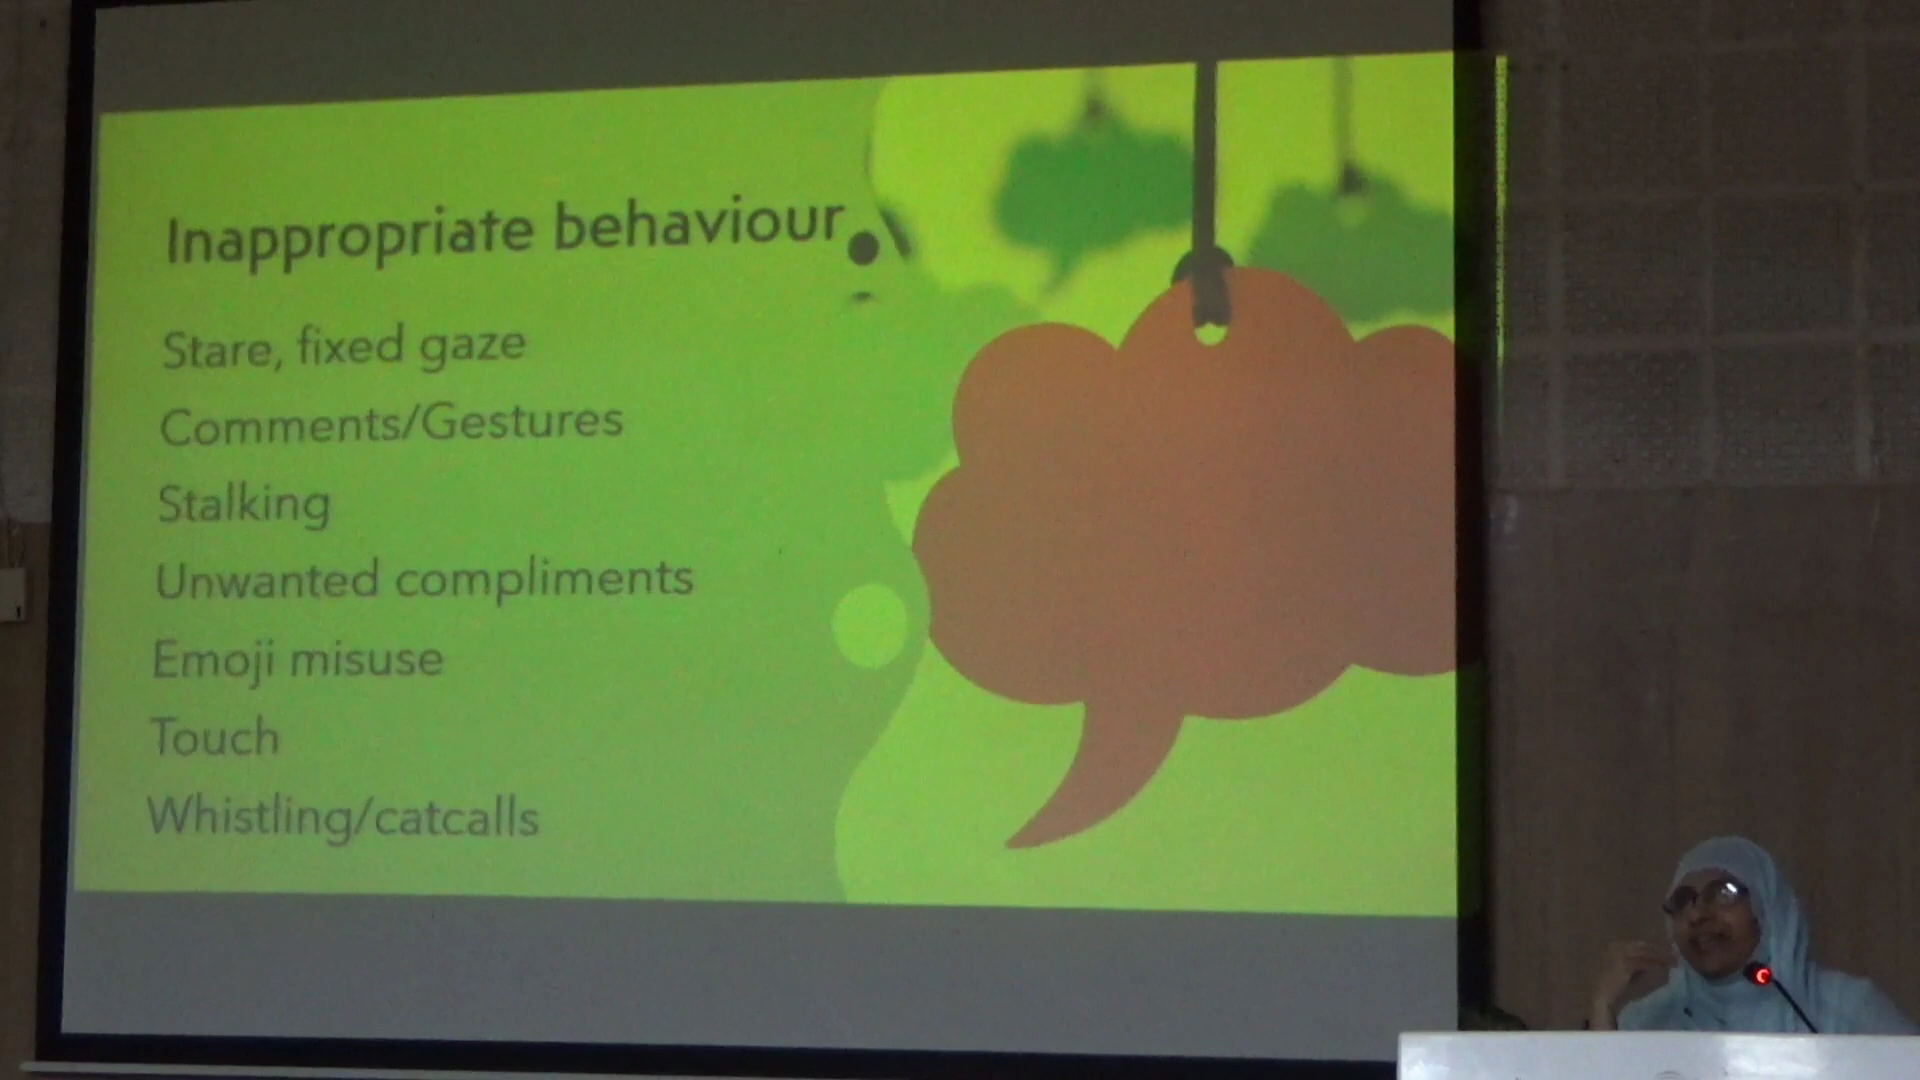 Inappropriate behaviour
Stare, fixed gaze
Comments/Gestures
Stalking
Unwanted compliments
Emoji misuse
Touch
Whistling/catcalls